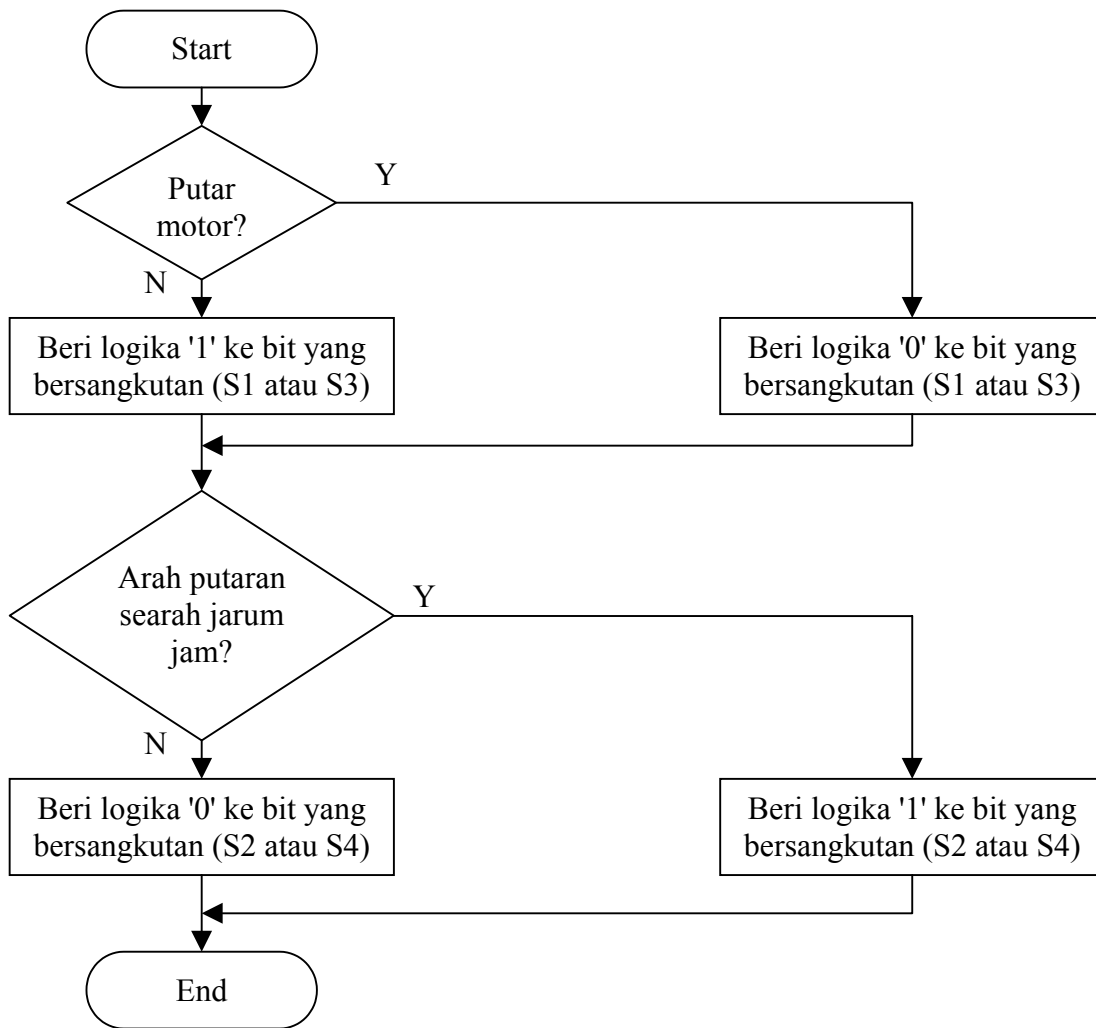 Start
Putar
motor?
Y
N
Beri logika '1' ke bit yang
bersangkutan (S1 atau S3)
Beri logika '0' ke bit yang
bersangkutan (S1 atau S3)
Arah putaran
searah jarum
jam?
Y
N
Beri logika '0' ke bit yang
bersangkutan (S2 atau S4)
Beri logika '1' ke bit yang
bersangkutan (S2 atau S4)
End